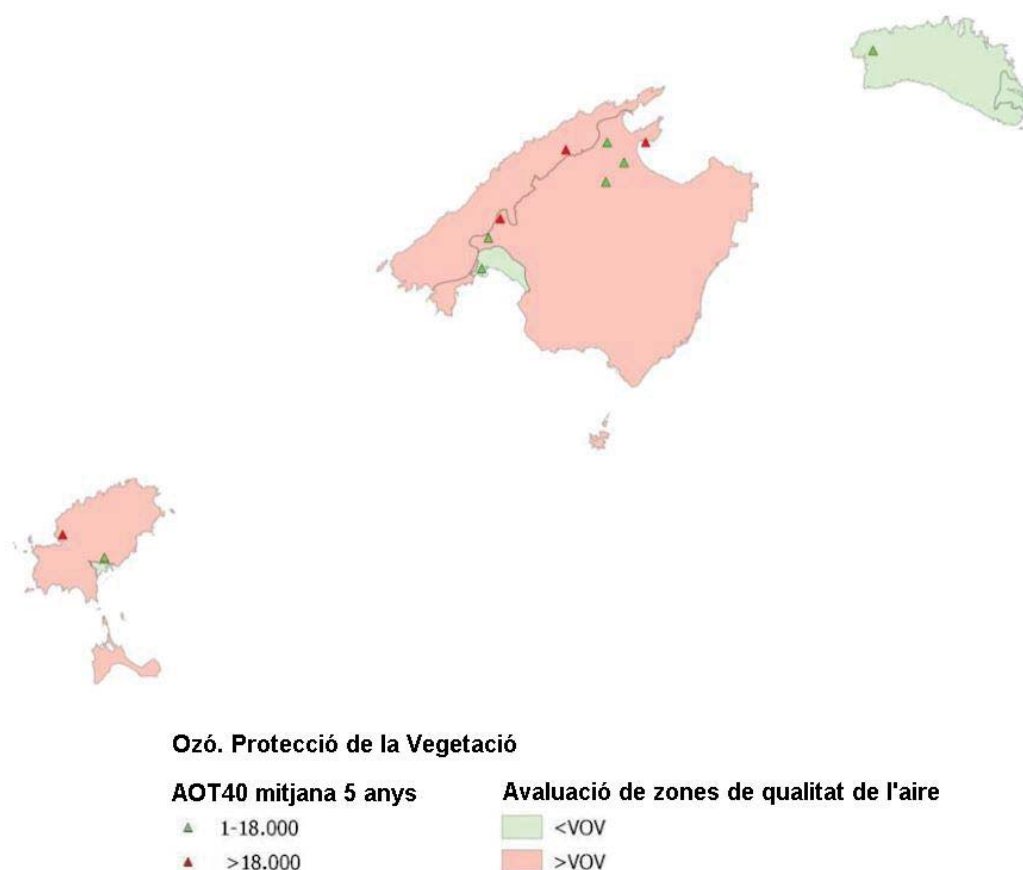 Ozó. Protecció de la Vegetació
AOT40 mitjana 5 anys
1-18.000
>18.000
Avaluació de zones de qualitat de l'aire
<VOV
>VOV